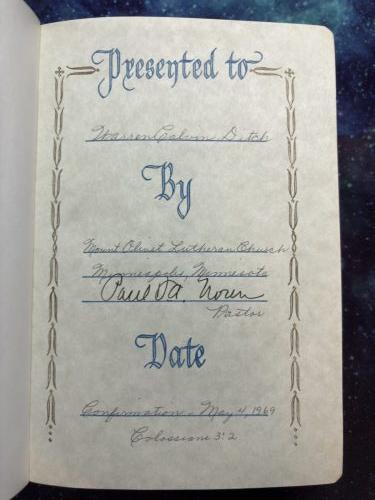 Presented to
Warren Calvin Ditch
By
Mount Olivet Lutheran Church
Minneapolis, Minnesota
Paul A. Noren
Pastor
Date
Confirmation - May 4, 1969
Colossians 3:2